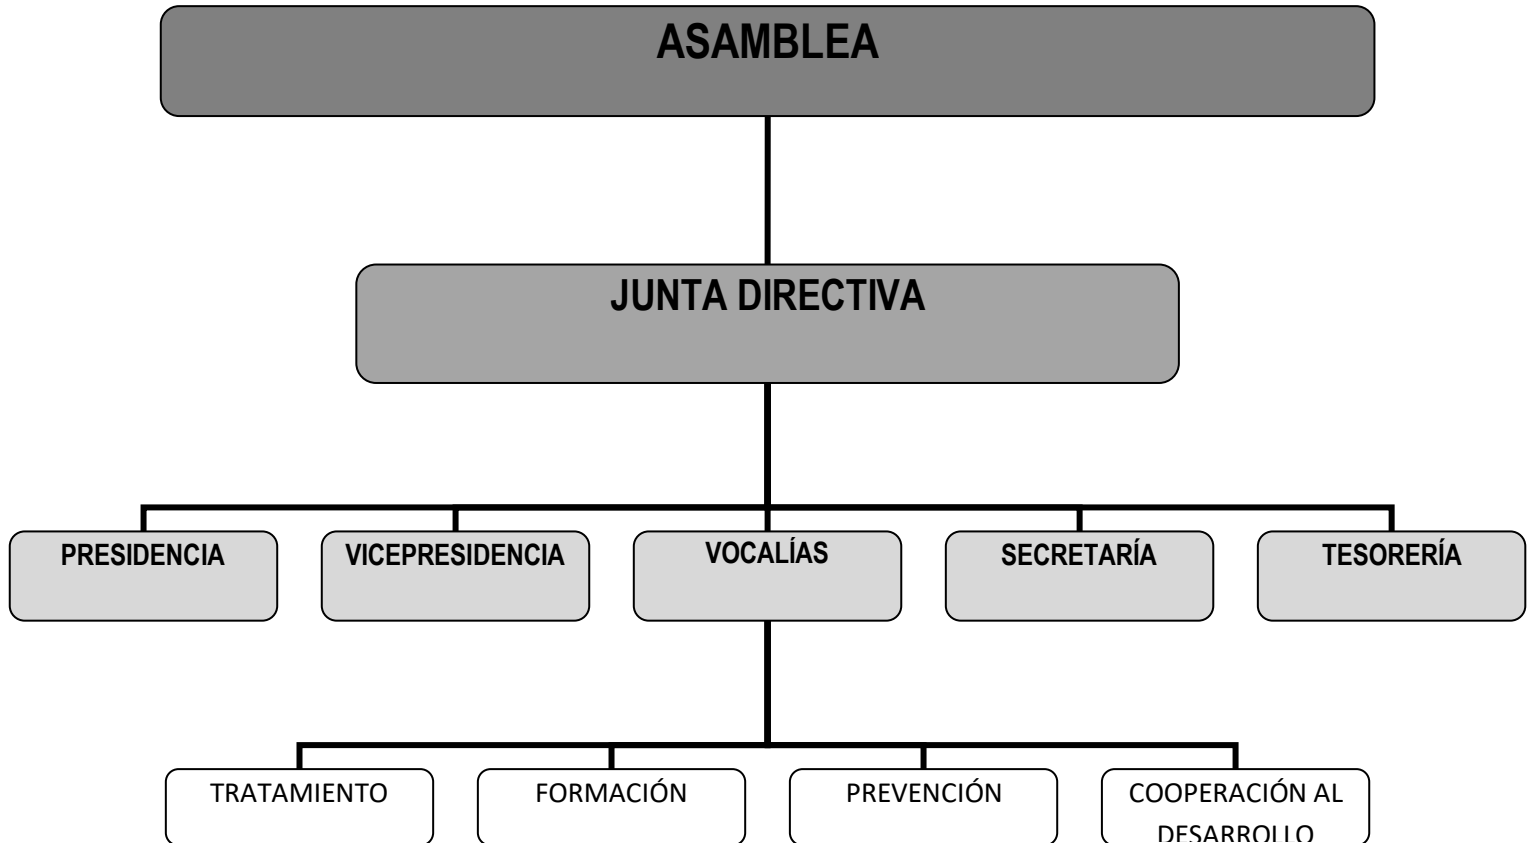 ASAMBLEA
JUNTA DIRECTIVA
PRESIDENCIA
VICEPRESIDENCIA
VOCALÍAS
SECRETARÍA
TESORERÍA
TRATAMIENTO
FORMACIÓN
PREVENCIÓN
COOPERACIÓN AL
DESARROLLO